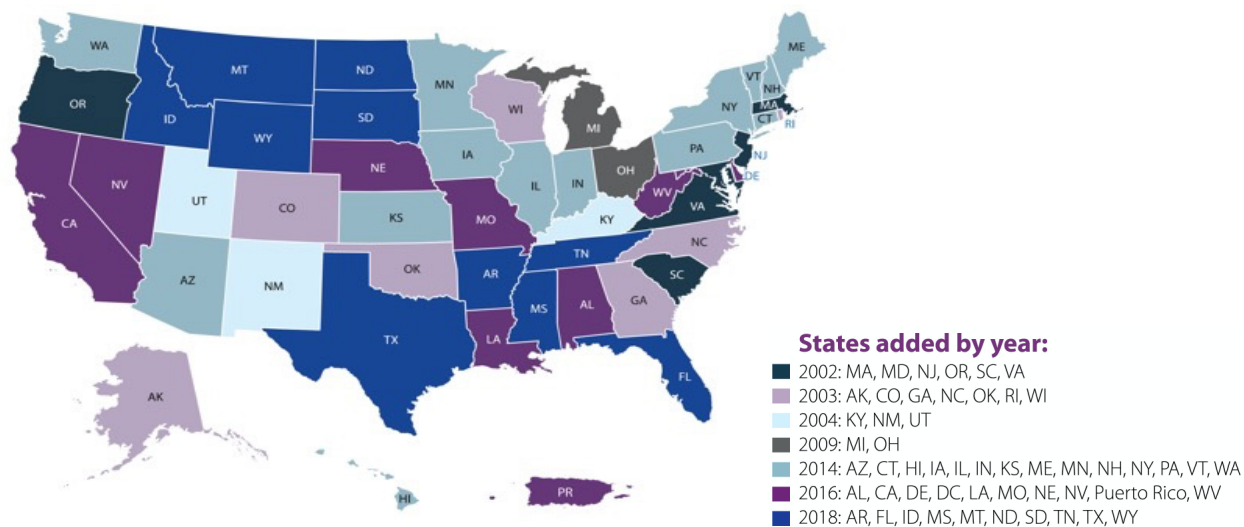 WA
MT
ND
MN
ME
VT
NH
OR
ID
SD
WI
NY
MA
CT
RI
WY
MI
IA
PA
NJ
NE
OH
DE
NV
UT
IL
IN
WV
CO
KS
MO
KY
VA
CA
NC
TN
AZ
NM
OK
AR
SC
MS
AL
GA
TX
LA
FL
AK
HI
PR
States added by year:
2002: MA, MD, NJ, OR, SC, VA
2003: AK, CO, GA, NC, OK, RI, WI
2004: KY, NM, UT
2009: MI, OH
2014: AZ, CT, HI, IA, IL, IN, KS, ME, MN, NH, NY, PA, VT, WA
2016: AL, CA, DE, DC, LA, MO, NE, NV, Puerto Rico, WV
2018: AR, FL, ID, MS, MT, ND, SD, TN, TX, WY